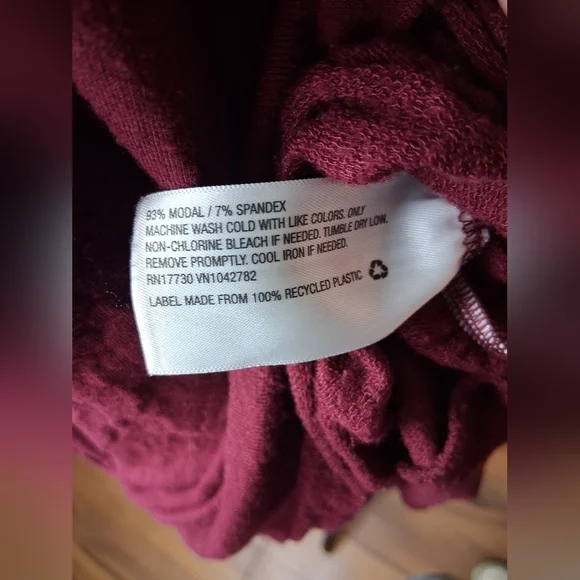 93% MODAL / 7% SPANDEX
MACHINE WASH COLD WITH LIKE COLORS. ONLY
NON-CHLORINE BLEACH IF NEEDED. TUMBLE DRY LOW.
REMOVE PROMPTLY. COOL IRON IF NEEDED.
RN17730 VN1042782
LABEL MADE FROM 100% RECYCLED PLASTIC